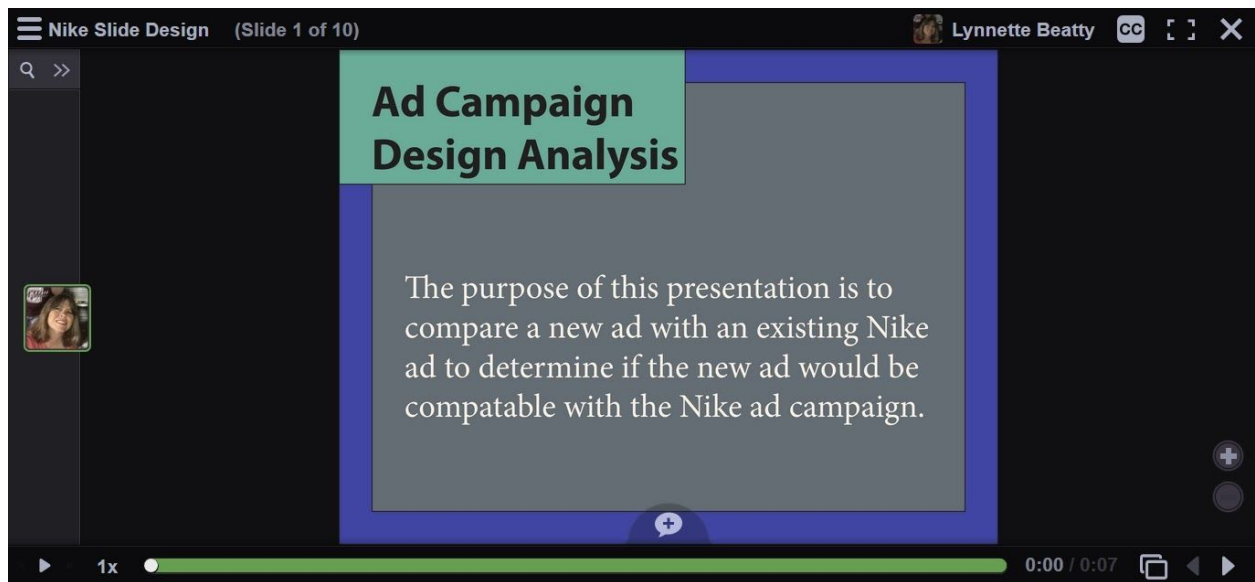 Nike Slide Design (Slide 1 of 10)
Lynnette Beatty CC
Ad Campaign
Design Analysis
The purpose of this presentation is to
compare a new ad with an existing Nike
ad to determine if the new ad would be
compatable with the Nike ad campaign.
1x
0:00 / 0:07